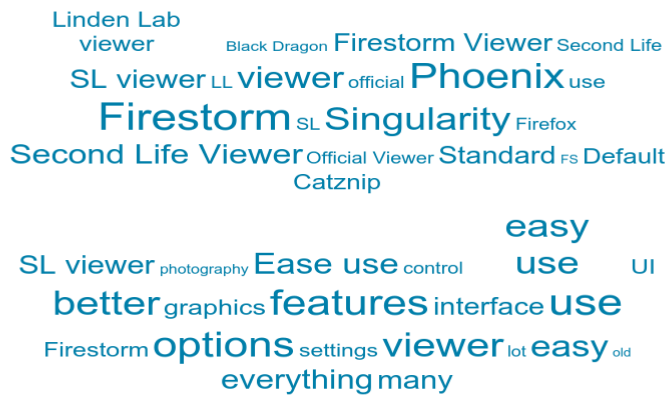 Linden Lab
viewer Black Dragon Firestorm Viewer Second Life
SL viewer LL viewer official Phoenix use
Firestorm SL Singularity Firefox
Second Life Viewer Official Viewer Standard FS Default
Catznip
easy
SL viewer photography Ease use control use UI
better graphics features interface use
Firestorm options settings viewer lot easy old
everything many